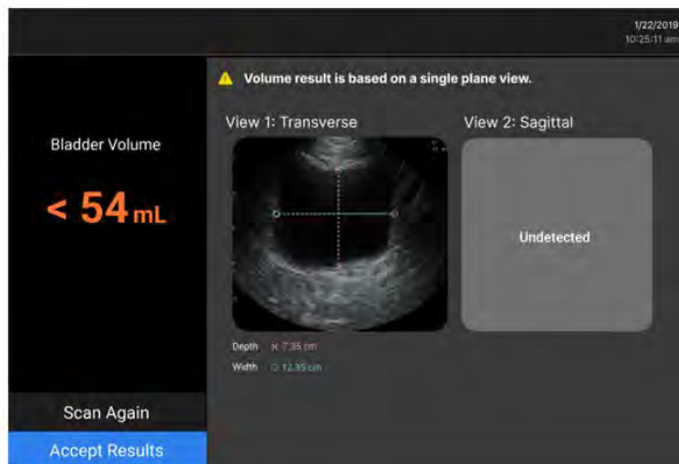 1/22/2019
10:25:11 am
Volume result is based on a single plane view.
View 1: Transverse
View 2: Sagittal
Bladder Volume
< 54 mL
Undetected
Depth × 7.35 cm
Width ○ 12.35 cm
Scan Again
Accept Results